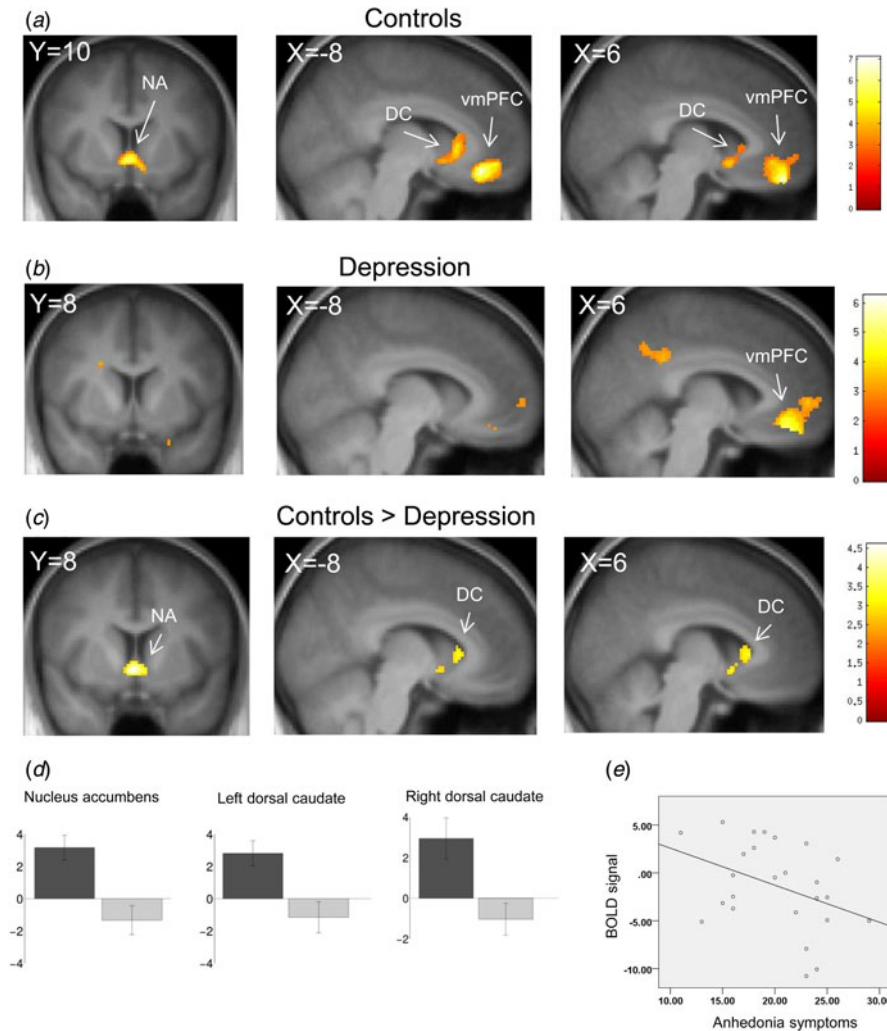 (a) Controls
Y=10 X=-8 X=6
NA DC vmPFC DC vmPFC
7
6
5
4
3
2
1
0
(b) Depression
Y=8 X=-8 X=6
vmPFC
6
5
4
3
2
1
0
(c) Controls > Depression
Y=8 X=-8 X=6
NA DC DC
4.5
4
3.5
3
2.5
2
1.5
1
0.5
0
(d)
Nucleus accumbens
4
2
0
−2
−4
Left dorsal caudate
4
2
0
−2
−4
Right dorsal caudate
4
2
0
−2
(e)
BOLD signal
5.00
.00
-5.00
-10.00
10.00 15.00 20.00 25.00 30.00
Anhedonia symptoms